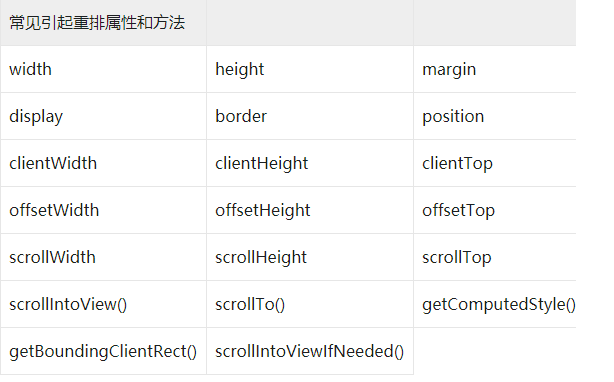 常见引起重排属性和方法
width height margin
display border position
clientWidth clientHeight clientTop
offsetWidth offsetHeight offsetTop
scrollWidth scrollHeight scrollTop
scrollIntoView() scrollTo() getComputedStyle()
getBoundingClientRect() scrollIntoViewIfNeeded()